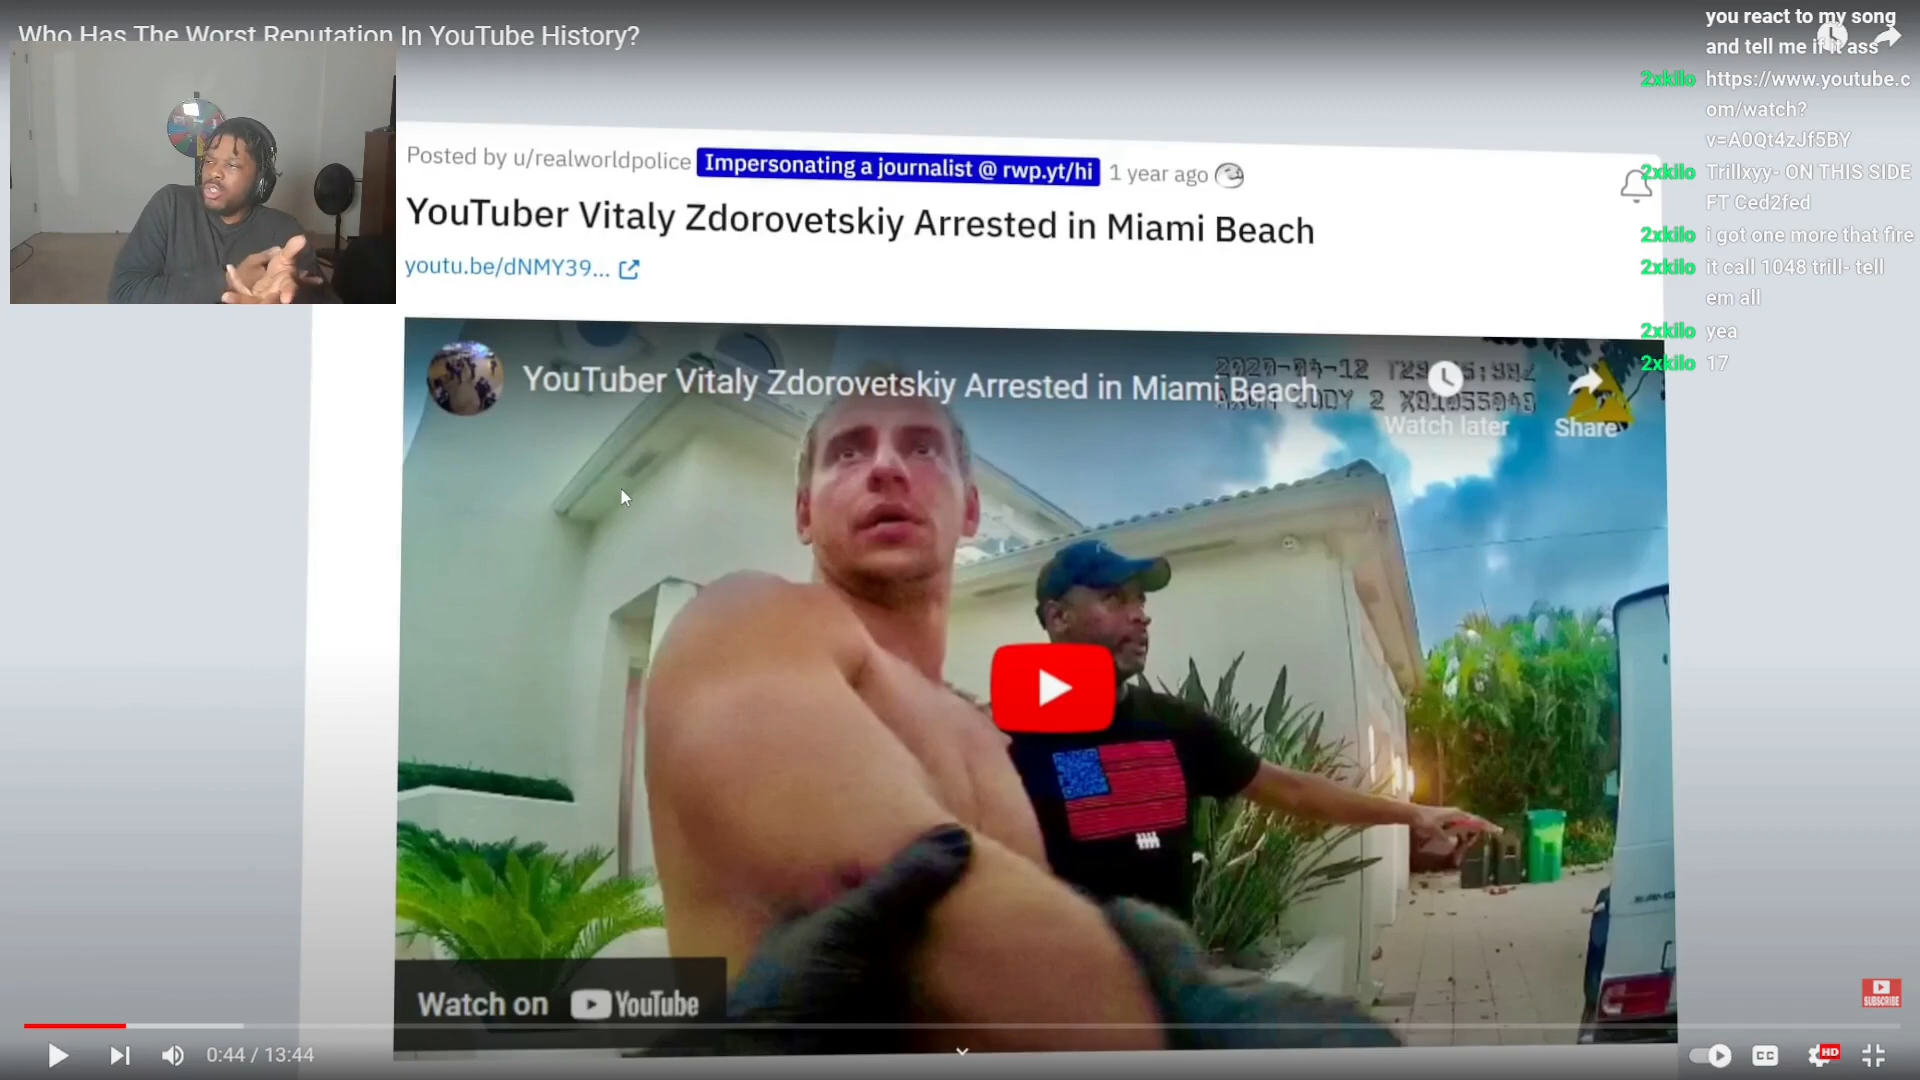 Who Has The Worst Reputation In YouTube History?
you react to my song
and tell me if it ass
2xkilo https://www.youtube.c
om/watch?
v=A0Qt4zJf5BY
2xkilo Trillxyy- ON THIS SIDE
FT Ced2fed
2xkilo i got one more that fire
2xkilo it call 1048 trill- tell
em all
2xkilo yea
2xkilo 17
Posted by u/realworldpolice Impersonating a journalist @ rwp.yt/hi 1 year ago
YouTuber Vitaly Zdorovetskiy Arrested in Miami Beach
youtu.be/dNMY39...
YouTuber Vitaly Zdorovetskiy Arrested in Miami Beach
Watch later
Share
Watch on YouTube
SUBSCRIBE
0:44 / 13:44
CC
HD